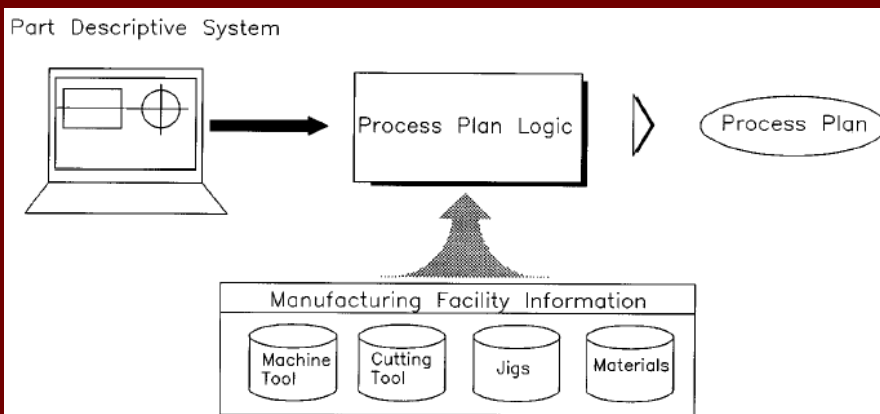 Part Descriptive System
Process Plan Logic
Process Plan
Manufacturing Facility Information
Machine
Tool
Cutting
Tool
Jigs
Materials